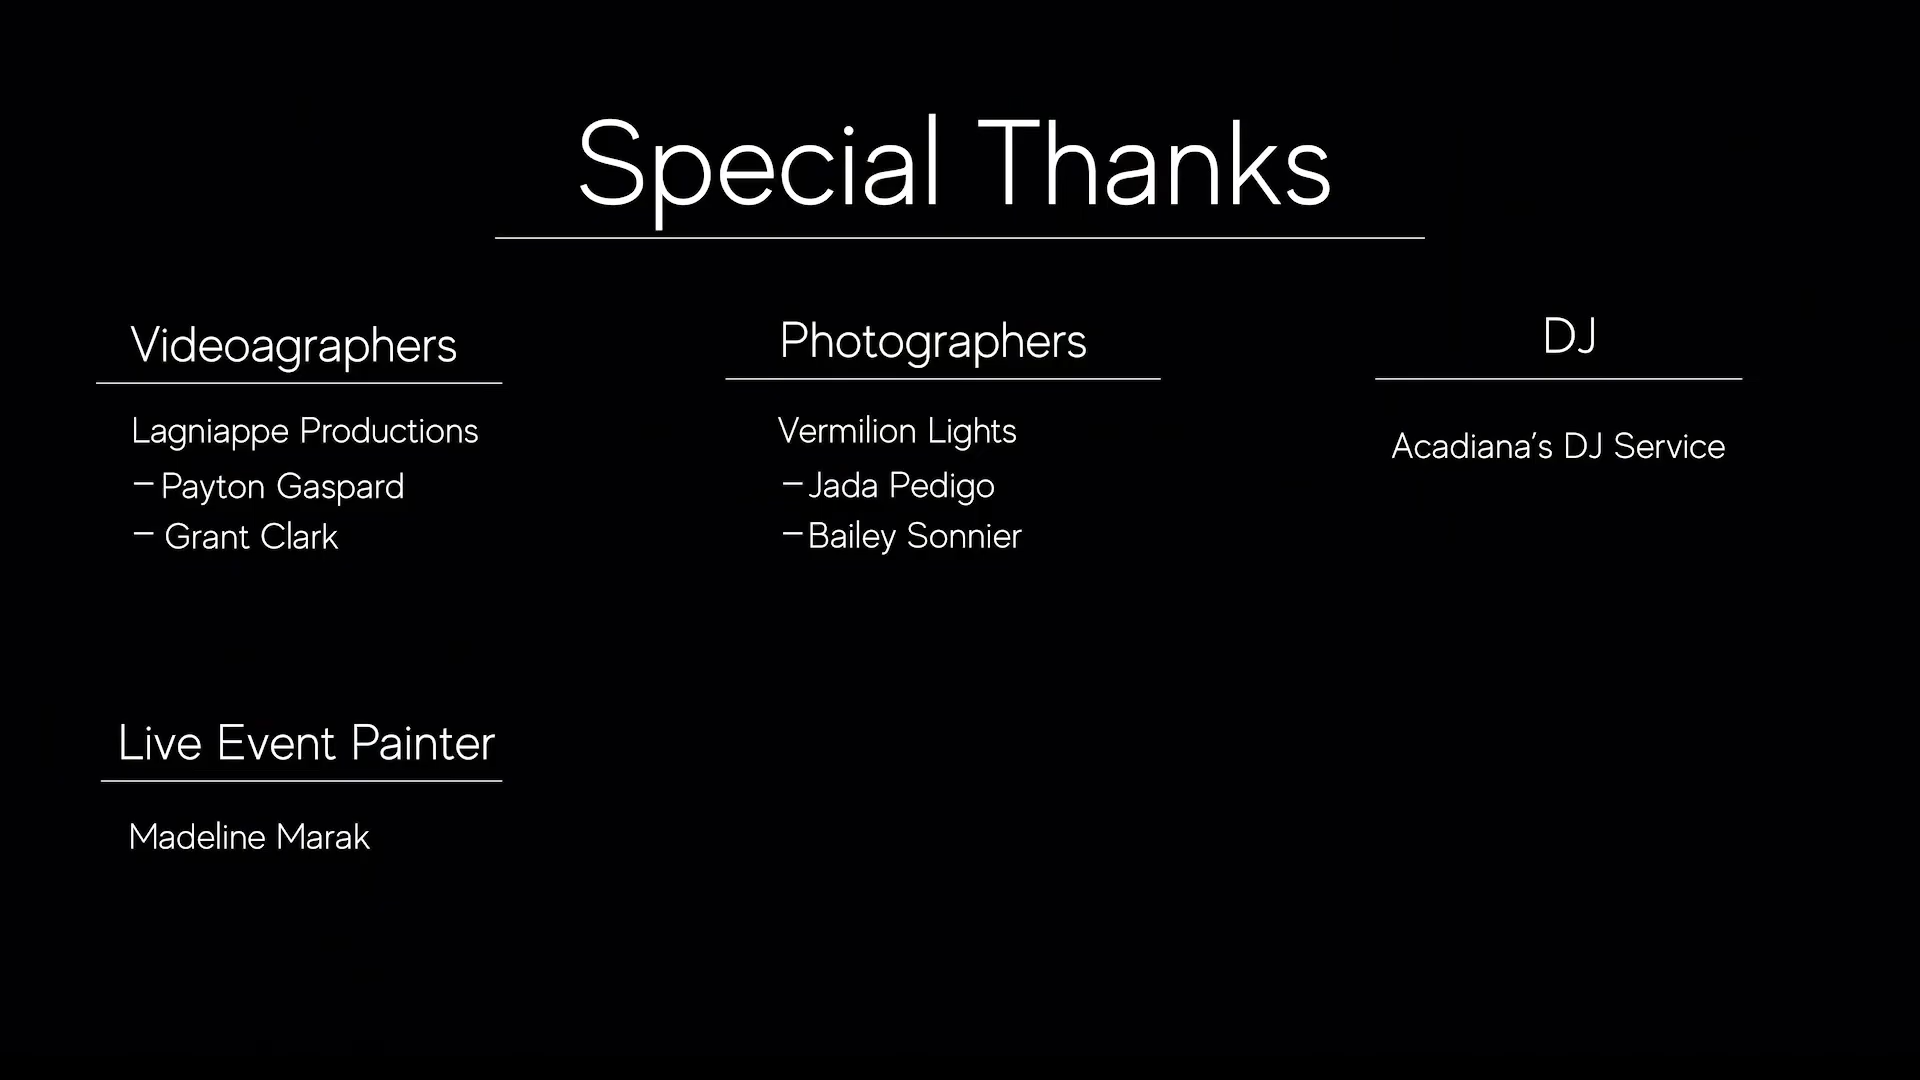 Special Thanks
Videoagraphers
Lagniappe Productions
– Payton Gaspard
– Grant Clark
Photographers
Vermilion Lights
– Jada Pedigo
– Bailey Sonnier
DJ
Acadiana's DJ Service
Live Event Painter
Madeline Marak